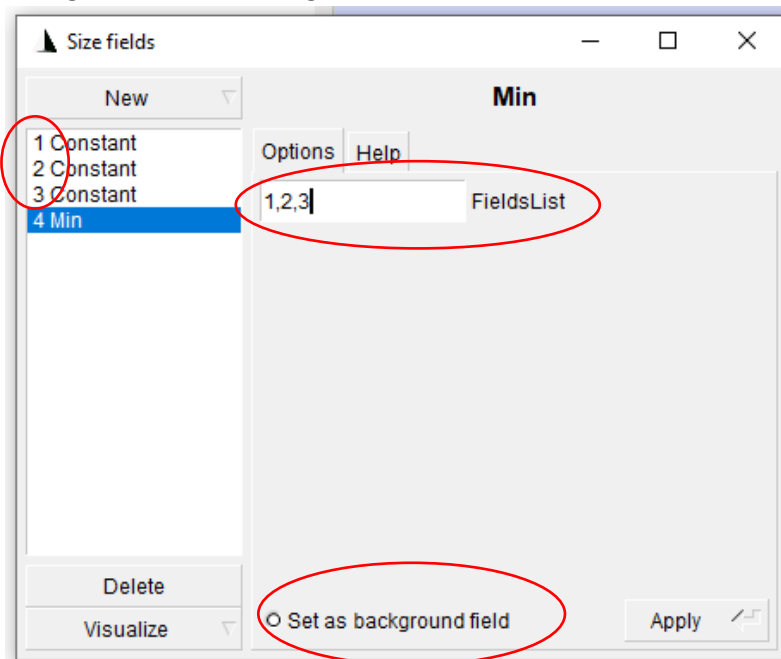 Size fields
New
Min
1 Constant
2 Constant
3 Constant
4 Min
Options Help
1,2,3 FieldsList
Delete
Visualize
Set as background field
Apply